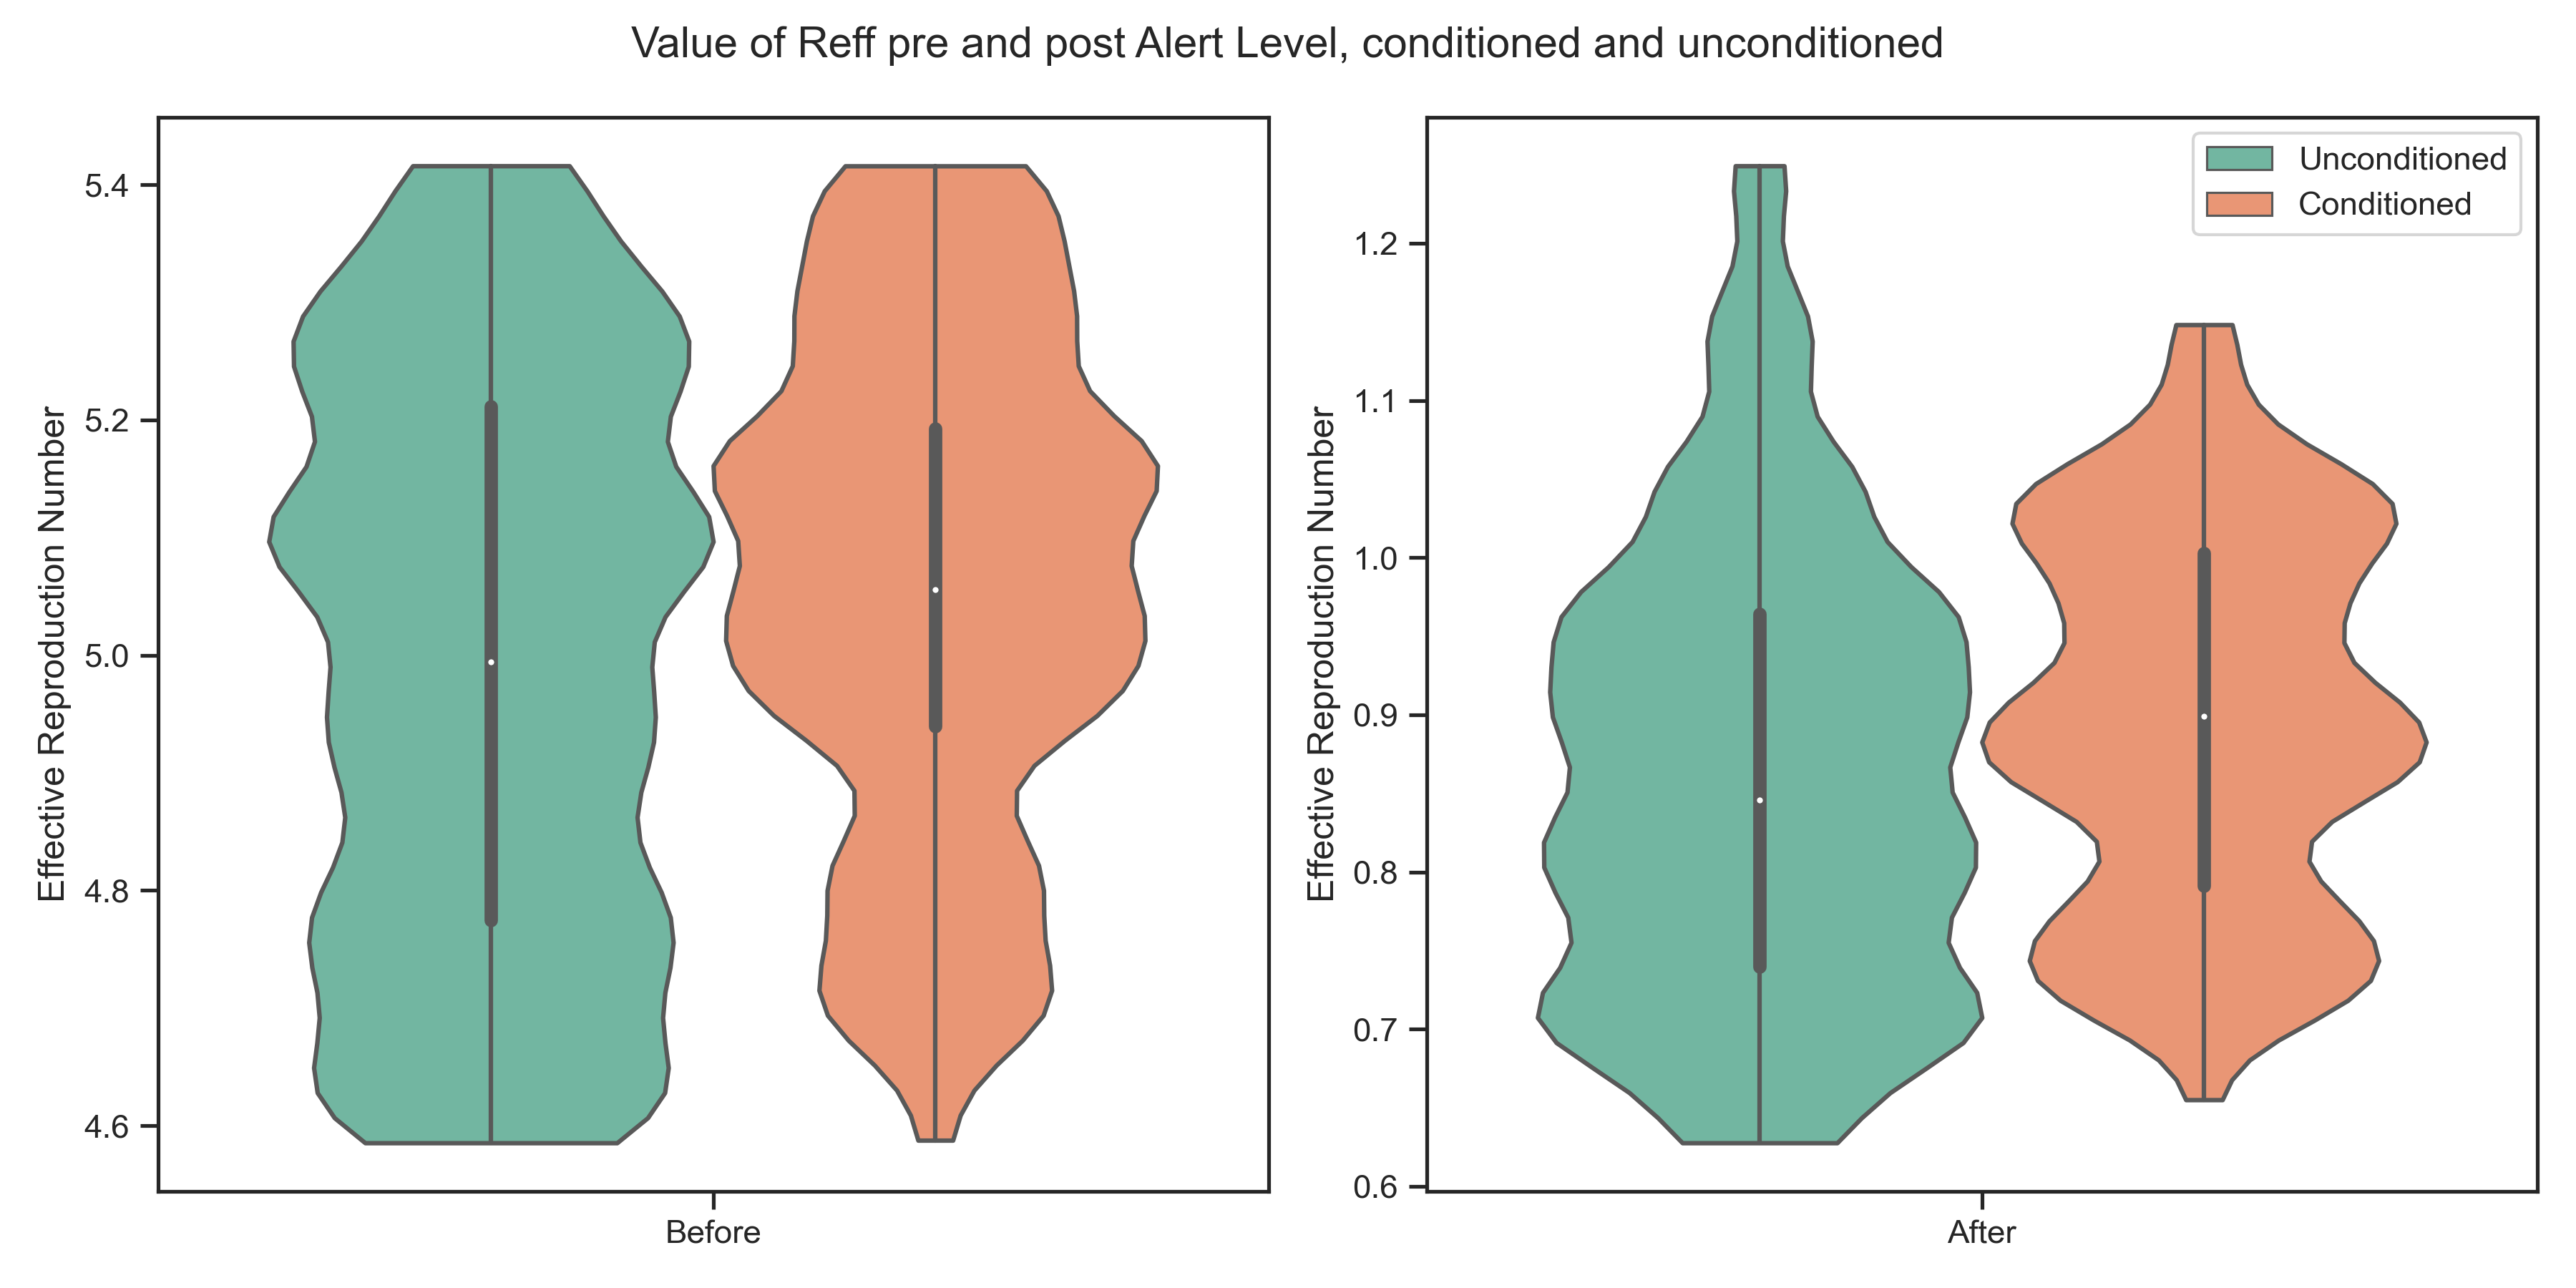 Value of Reff pre and post Alert Level, conditioned and unconditioned
Effective Reproduction Number
5.4
5.2
5.0
4.8
4.6
Before
Effective Reproduction Number
1.2
1.1
1.0
0.9
0.8
0.7
0.6
After
Unconditioned
Conditioned